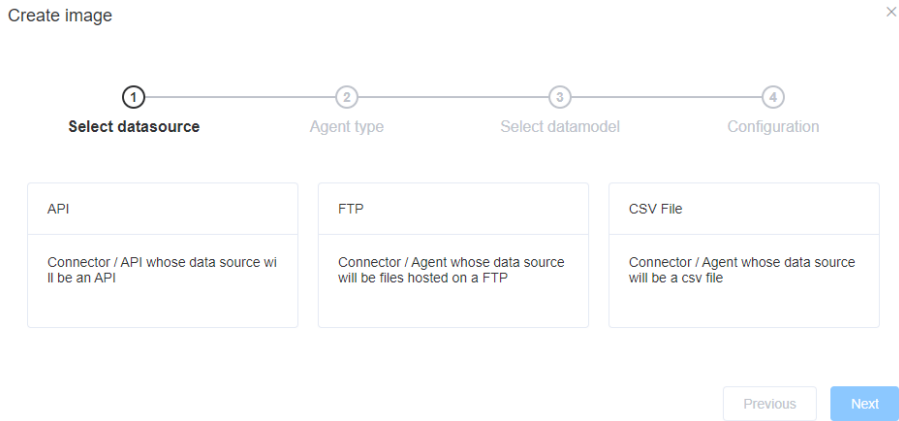 Create image
1 2 3 4
Select datasource Agent type Select datamodel Configuration
API
Connector / API whose data source wi
ll be an API
FTP
Connector / Agent whose data source
will be files hosted on a FTP
CSV File
Connector / Agent whose data source
will be a csv file
Previous Next